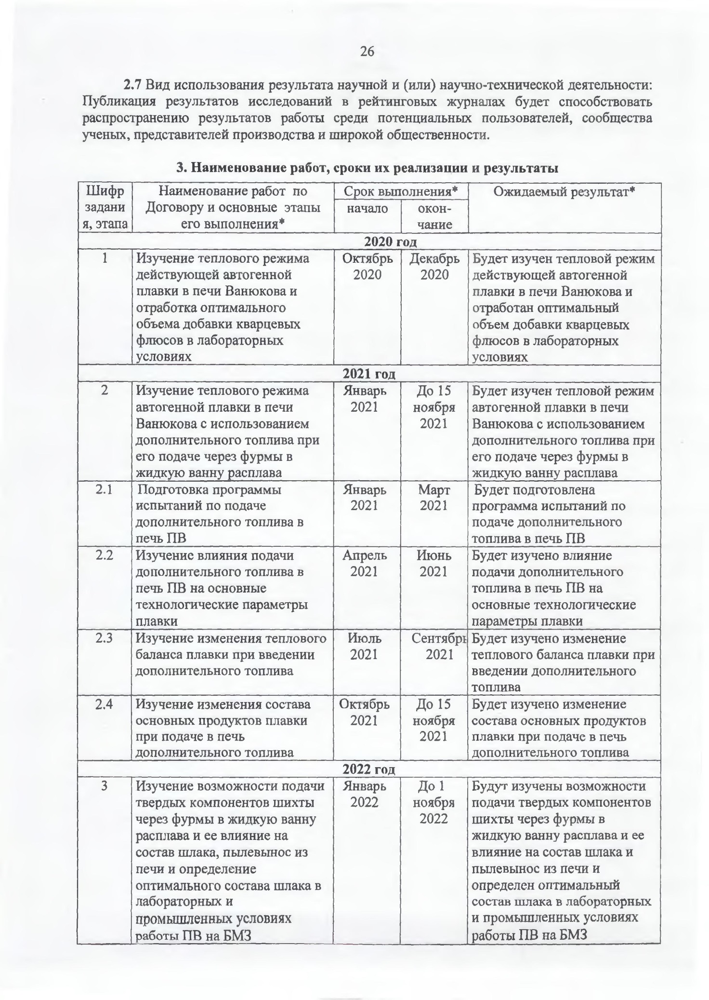 26
2.7 Вид использования результата научной и (или) научно-технической деятельности:
Публикация результатов исследований в рейтинговых журналах будет способствовать
распространению результатов работы среди потенциальных пользователей, сообщества
ученых, представителей производства и широкой общественности.
3. Наименование работ, сроки их реализации и результаты
Шифр
задани
я, этапа
Наименование работ по
Договору и основные этапы
его выполнения*
Срок выполнения*
начало
окон-
чание
Ожидаемый результат*
2020 год
1
Изучение теплового режима
действующей автогенной
плавки в печи Ванюкова и
отработка оптимального
объема добавки кварцевых
флюсов в лабораторных
условиях
Октябрь
2020
Декабрь
2020
Будет изучен тепловой режим
действующей автогенной
плавки в печи Ванюкова и
отработан оптимальный
объем добавки кварцевых
флюсов в лабораторных
условиях
2021 год
2
Изучение теплового режима
автогенной плавки в печи
Ванюкова с использованием
дополнительного топлива при
его подаче через фурмы в
жидкую ванну расплава
Январь
2021
До 15
ноября
2021
Будет изучен тепловой режим
автогенной плавки в печи
Ванюкова с использованием
дополнительного топлива при
его подаче через фурмы в
жидкую ванну расплава
2.1
Подготовка программы
испытаний по подаче
дополнительного топлива в
печь ПВ
Январь
2021
Март
2021
Будет подготовлена
программа испытаний по
подаче дополнительного
топлива в печь ПВ
2.2
Изучение влияния подачи
дополнительного топлива в
печь ПВ на основные
технологические параметры
плавки
Апрель
2021
Июнь
2021
Будет изучено влияние
подачи дополнительного
топлива в печь ПВ на
основные технологические
параметры плавки
2.3
Изучение изменения теплового
баланса плавки при введении
дополнительного топлива
Июль
2021
Сентябрь
2021
Будет изучено изменение
теплового баланса плавки при
введении дополнительного
топлива
2.4
Изучение изменения состава
основных продуктов плавки
при подаче в печь
дополнительного топлива
Октябрь
2021
До 15
ноября
2021
Будет изучено изменение
состава основных продуктов
плавки при подаче в печь
дополнительного топлива
2022 год
3
Изучение возможности подачи
твердых компонентов шихты
через фурмы в жидкую ванну
расплава и ее влияние на
состав шлака, пылевынос из
печи и определение
оптимального состава шлака в
лабораторных и
промышленных условиях
работы ПВ на БМЗ
Январь
2022
До 1
ноября
2022
Будут изучены возможности
подачи твердых компонентов
шихты через фурмы в
жидкую ванну расплава и ее
влияние на состав шлака и
пылевынос из печи и
определен оптимальный
состав шлака в лабораторных
и промышленных условиях
работы ПВ на БМЗ